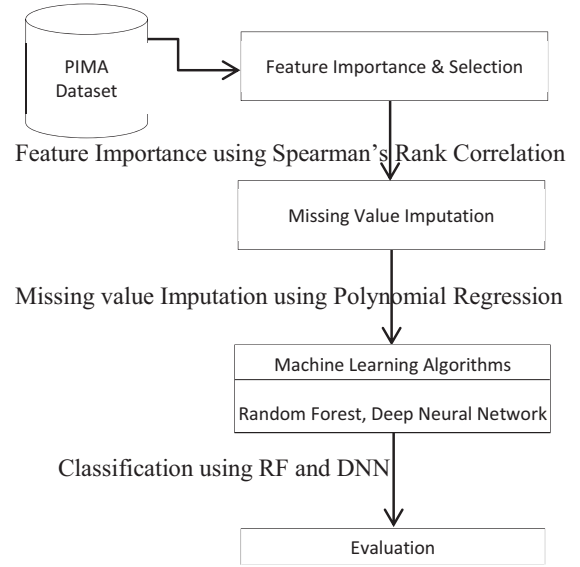 PIMA
Dataset
Feature Importance & Selection
Feature Importance using Spearman's Rank Correlation
Missing Value Imputation
Missing value Imputation using Polynomial Regression
Machine Learning Algorithms
Random Forest, Deep Neural Network
Classification using RF and DNN
Evaluation